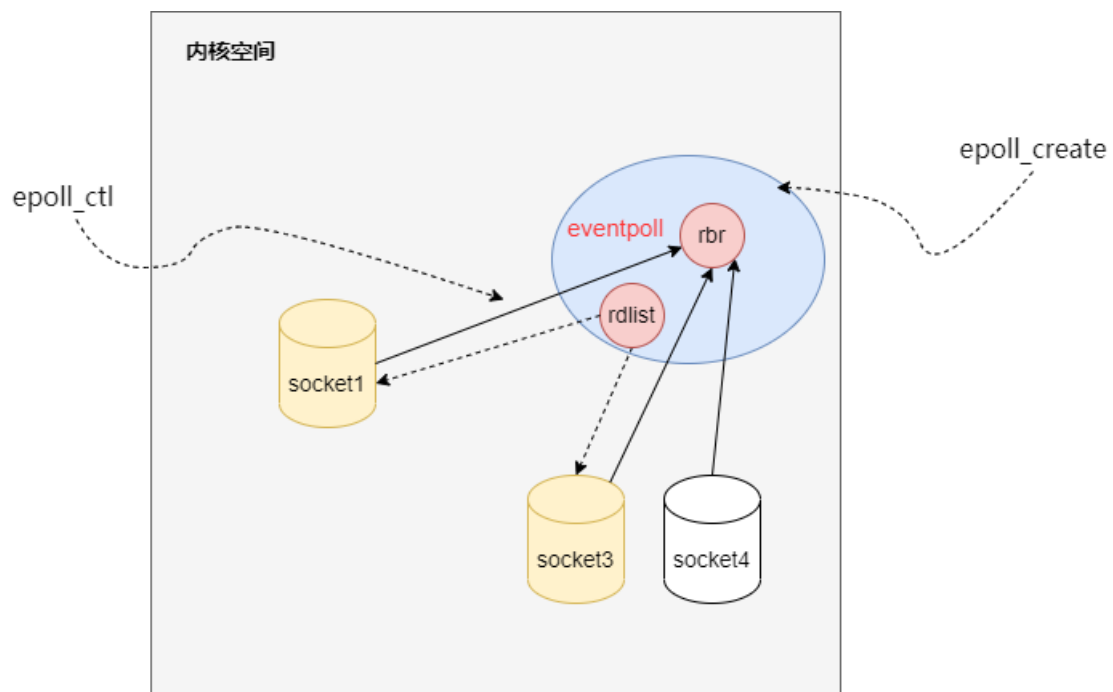 内核空间
epoll_create
epoll_ctl
eventpoll
rbr
rdlist
socket1
socket3
socket4